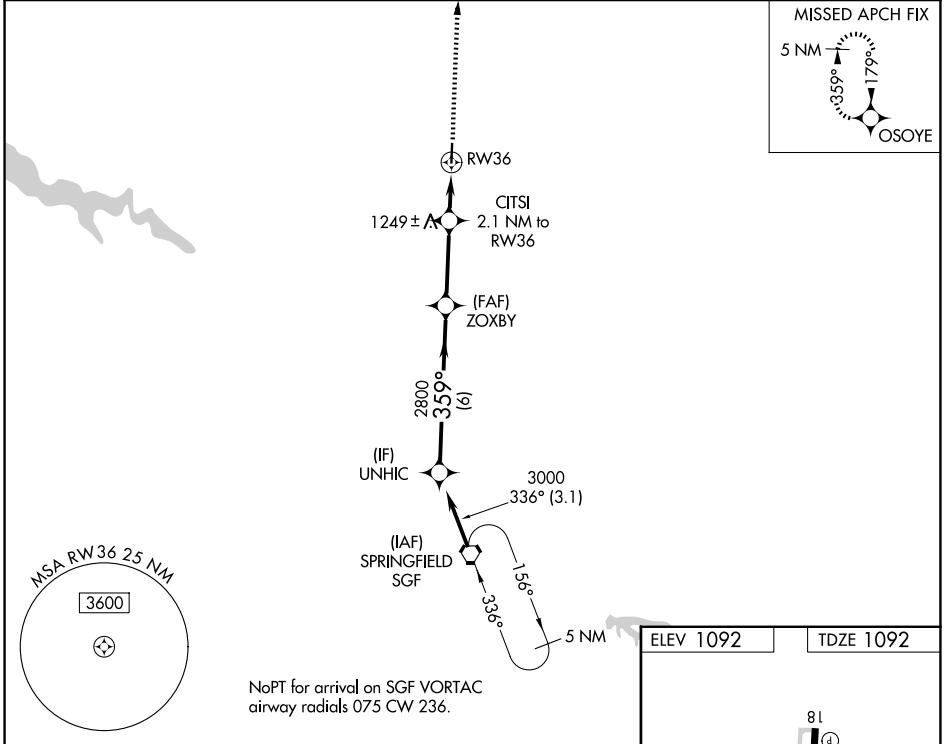 MISSED APCH FIX
5 NM
359°
179°
OSOYE
RW36
CITSI
2.1 NM to
RW36
1249 ±
(FAF)
ZOXBY
2800
359°
(6)
(IF)
UNHIC
3000
336° (3.1)
(IAF)
SPRINGFIELD
SGF
156°
336°
5 NM
MSA RW36 25 NM
3600
NoPT for arrival on SGF VORTAC
airway radials 075 CW 236.
ELEV 1092
TDZE 1092
18
P